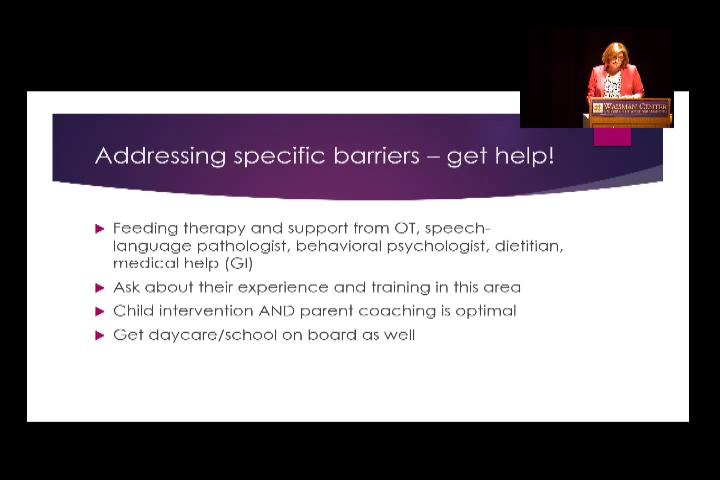 WAISMAN CENTER
Addressing specific barriers – get help!
Feeding therapy and support from OT, speech-
language pathologist, behavioral psychologist, dietitian,
medical help (GI)
Ask about their experience and training in this area
Child intervention AND parent coaching is optimal
Get daycare/school on board as well